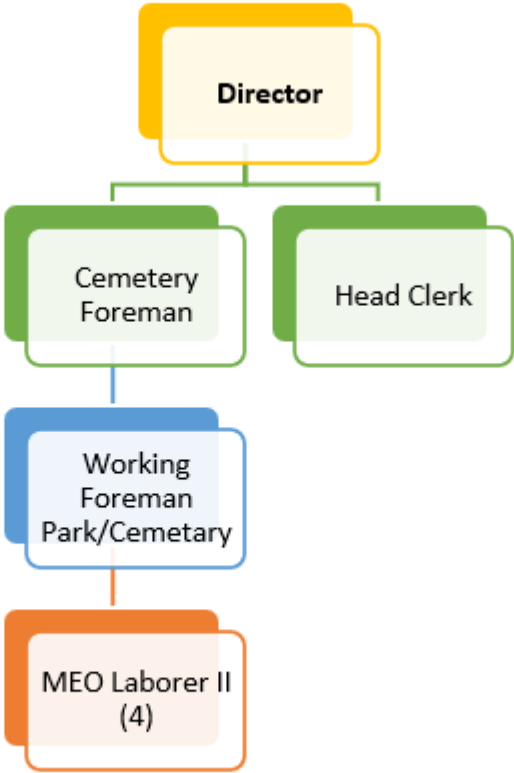 Director
Cemetery
Foreman
Head Clerk
Working
Foreman
Park/Cemetary
MEO Laborer II
(4)